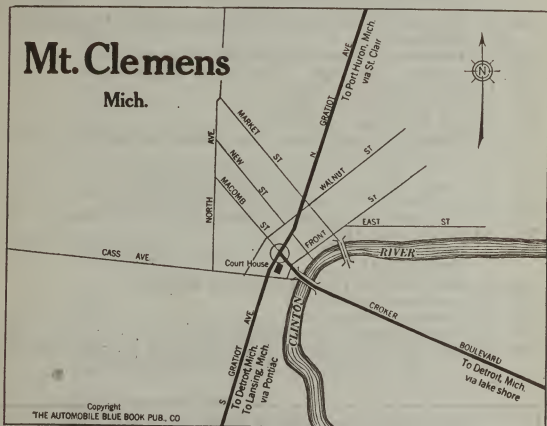 Mt. Clemens
Mich.
N
To Port Huron, Mich.
via St. Clair
N GRATIOT AVE
MARKET ST
NEW ST
MACOMB ST
NORTH AVE.
WALNUT ST
FRONT ST
EAST ST
CASS AVE
Court House
RIVER
CLINTON
CROKER BOULEVARD
To Detroit, Mich.
via lake shore
S GRATIOT AVE
To Detroit, Mich.
To Lansing, Mich.
via Pontiac
Copyright
THE AUTOMOBILE BLUE BOOK PUB., CO